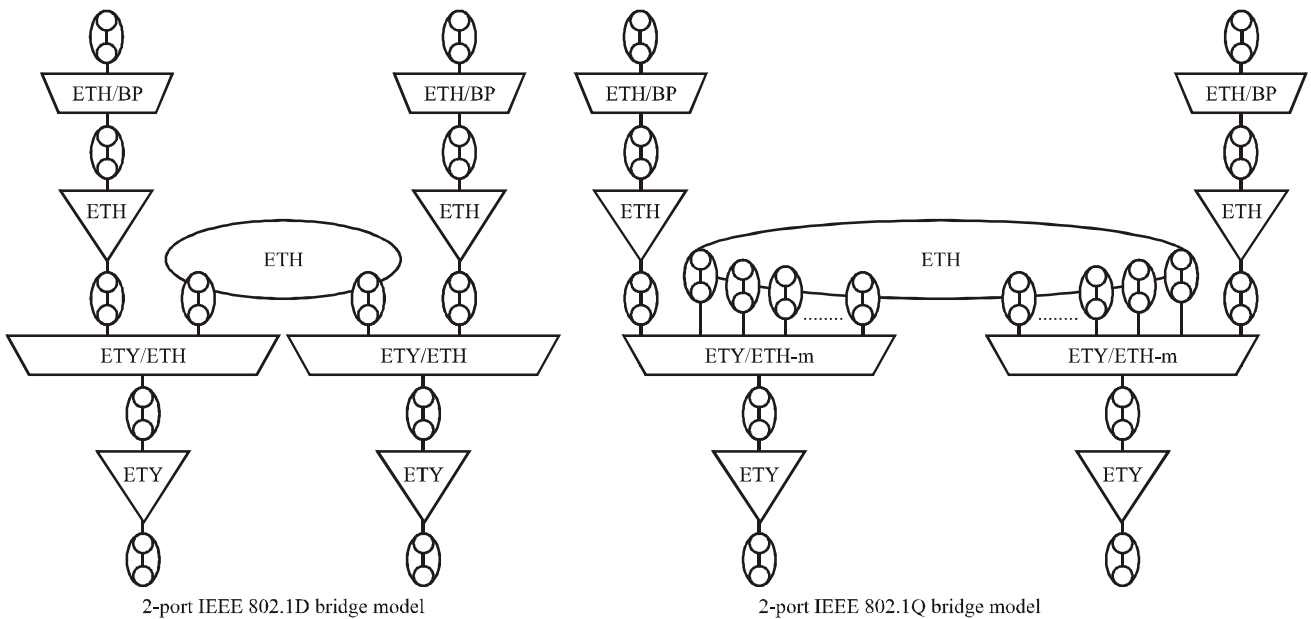 ETH/BP
ETH/BP
ETH/BP
ETH/BP
ETH
ETH
ETH
ETH
ETH
ETH
........
........
ETY/ETH
ETY/ETH
ETY/ETH-m
ETY/ETH-m
ETY
ETY
ETY
ETY
2-port IEEE 802.1D bridge model
2-port IEEE 802.1Q bridge model